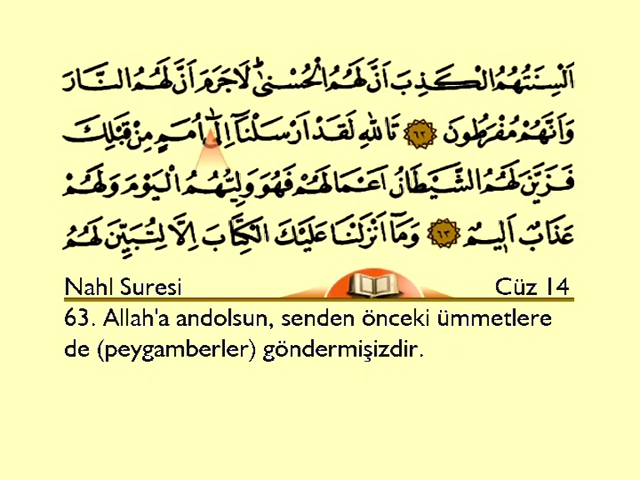 اَلْسِنَتُهُمُ الْكَذِبَ اَنَّ لَهُمُ الْحُسْنٰىۜ لَا جَرَمَ اَنَّ لَهُمُ النَّارَ
وَاَنَّهُمْ مُفْرَطُونَ ﴿٦٢﴾ تَاللّٰهِ لَقَدْ اَرْسَلْنَٓا اِلٰٓى اُمَمٍ مِنْ قَبْلِكَ
فَزَيَّنَ لَهُمُ الشَّيْطَانُ اَعْمَالَهُمْ فَهُوَ وَلِيُّهُمُ الْيَوْمَ وَلَهُمْ
عَذَابٌ اَل۪يمٌ ﴿٦٣﴾ وَمَٓا اَنْزَلْنَا عَلَيْكَ الْكِتَابَ اِلَّا لِتُبَيِّنَ لَهُمُ
Nahl Suresi Cüz 14
63. Allah'a andolsun, senden önceki ümmetlere
de (peygamberler) göndermişizdir.